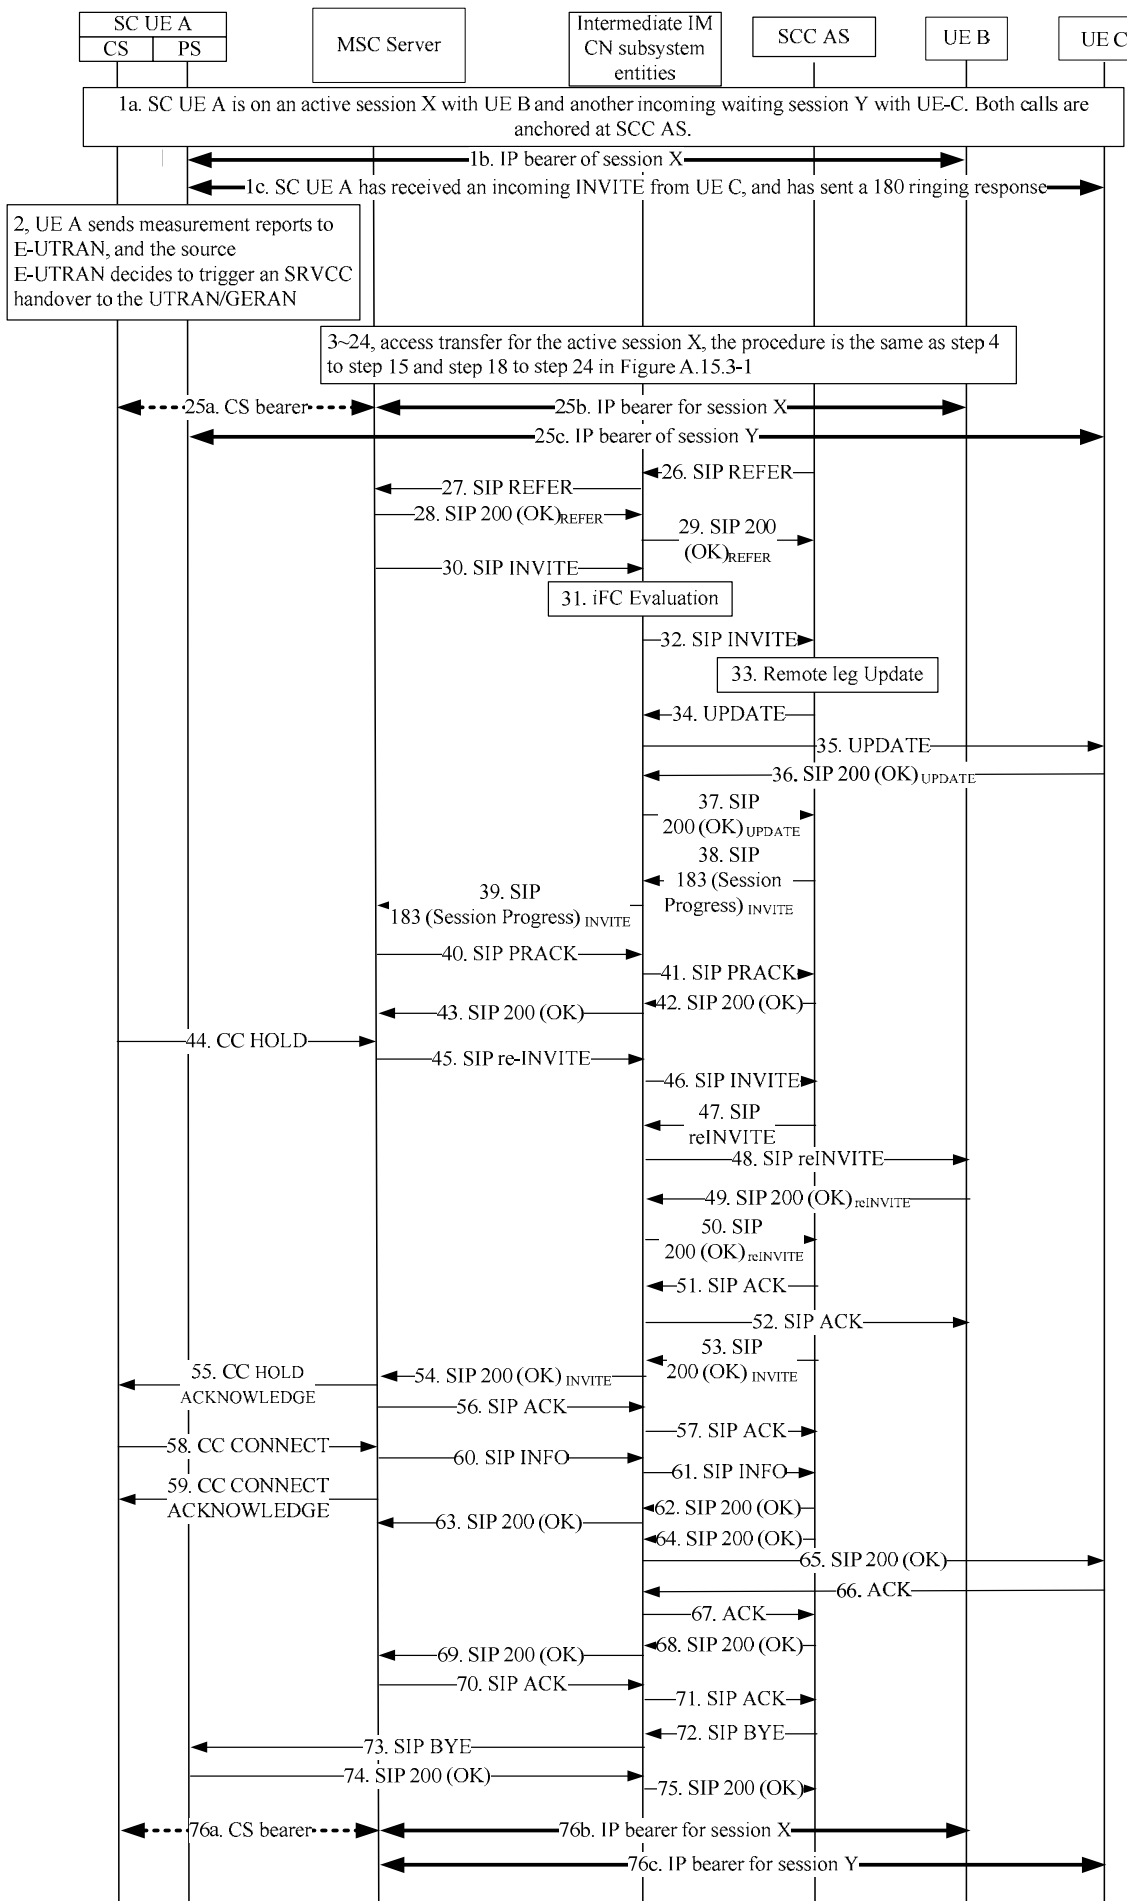 SC UE A
CS
PS
MSC Server
Intermediate IM
CN subsystem
entities
SCC AS
UE B
UE C
1a. SC UE A is on an active session X with UE B and another incoming waiting session Y with UE-C. Both calls are
anchored at SCC AS.
1b. IP bearer of session X
1c. SC UE A has received an incoming INVITE from UE C, and has sent a 180 ringing response
2, UE A sends measurement reports to
E-UTRAN, and the source
E-UTRAN decides to trigger an SRVCC
handover to the UTRAN/GERAN
3~24, access transfer for the active session X, the procedure is the same as step 4
to step 15 and step 18 to step 24 in Figure A.15.3-1
25a. CS bearer
25b. IP bearer for session X
25c. IP bearer of session Y
26. SIP REFER
27. SIP REFER
28. SIP 200 (OK)REFER
29. SIP 200
(OK)REFER
30. SIP INVITE
31. iFC Evaluation
32. SIP INVITE
33. Remote leg Update
34. UPDATE
35. UPDATE
36. SIP 200 (OK) UPDATE
37. SIP
200 (OK) UPDATE
38. SIP
183 (Session
Progress) INVITE
39. SIP
183 (Session Progress) INVITE
40. SIP PRACK
41. SIP PRACK
42. SIP 200 (OK)
43. SIP 200 (OK)
44. CC HOLD
45. SIP re-INVITE
46. SIP INVITE
47. SIP
reINVITE
48. SIP reINVITE
49. SIP 200 (OK) reINVITE
50. SIP
200 (OK) reINVITE
51. SIP ACK
52. SIP ACK
53. SIP
200 (OK) INVITE
54. SIP 200 (OK) INVITE
55. CC HOLD
ACKNOWLEDGE
56. SIP ACK
57. SIP ACK
58. CC CONNECT
60. SIP INFO
61. SIP INFO
59. CC CONNECT
ACKNOWLEDGE
62. SIP 200 (OK)
63. SIP 200 (OK)
64. SIP 200 (OK)
65. SIP 200 (OK)
66. ACK
67. ACK
68. SIP 200 (OK)
69. SIP 200 (OK)
70. SIP ACK
71. SIP ACK
72. SIP BYE
73. SIP BYE
74. SIP 200 (OK)
75. SIP 200 (OK)
76a. CS bearer
76b. IP bearer for session X
76c. IP bearer for session Y